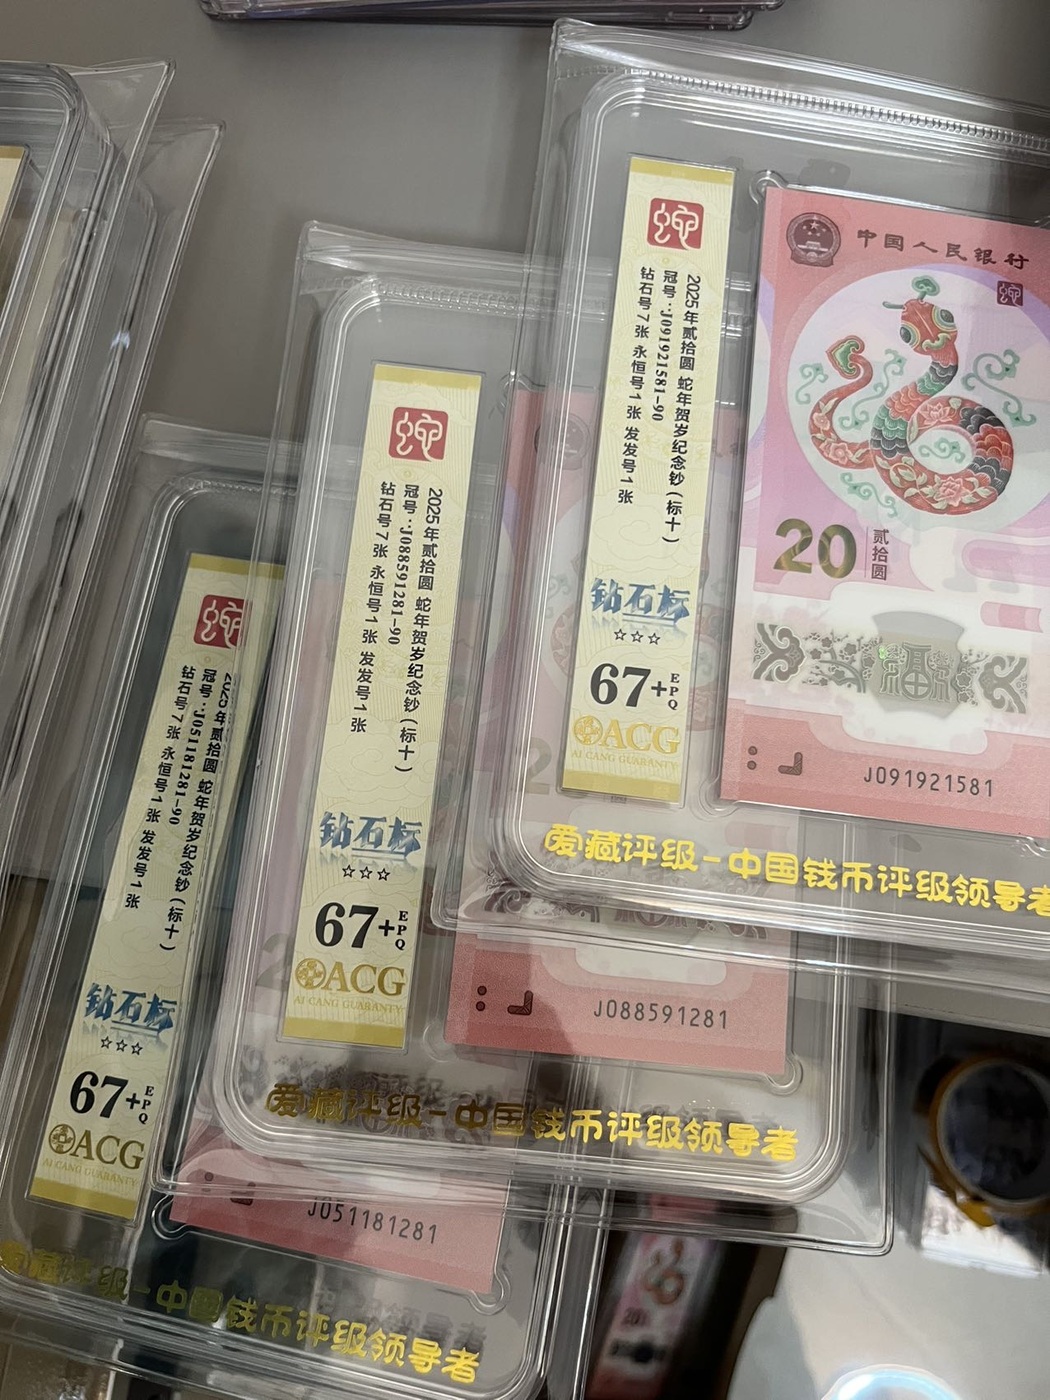 蛇
2025年贰拾圆 蛇年贺岁纪念钞(标十)
冠号:J091921581-90
钻石号7张 永恒号1张 发发号1张
钻石标
☆☆☆
67+EPQ
ACG
AI CANG GUARANTY
中国人民银行
20
贰拾圆
福
J091921581
爱藏评级-中国钱币评级领导者
蛇
2025年贰拾圆 蛇年贺岁纪念钞(标十)
冠号:J088591281-90
钻石号7张 永恒号1张 发发号1张
钻石标
☆☆☆
67+EPQ
ACG
AI CANG GUARANTY
J088591281
爱藏评级-中国钱币评级领导者
蛇
2025年贰拾圆 蛇年贺岁纪念钞(标十)
冠号:J051181281-90
钻石号7张 永恒号1张 发发号1张
钻石标
☆☆☆
67+EPQ
ACG
AI CANG GUARANTY
J051181281
爱藏评级-中国钱币评级领导者